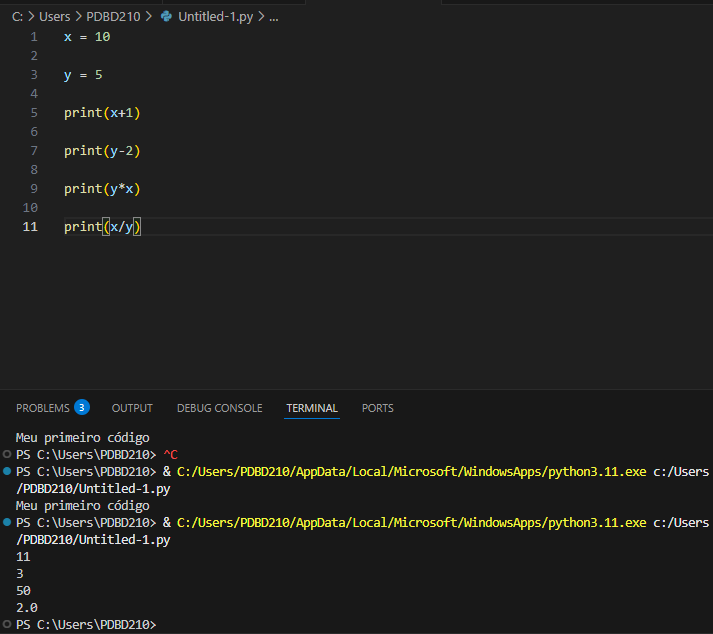 C: > Users > PDBD210 > Untitled-1.py > ...
1 x = 10
2
3 y = 5
4
5 print(x+1)
6
7 print(y-2)
8
9 print(y*x)
10
11 print(x/y)
PROBLEMS 3 OUTPUT DEBUG CONSOLE TERMINAL PORTS
Meu primeiro código
PS C:\Users\PDBD210> ^C
PS C:\Users\PDBD210> & C:/Users/PDBD210/AppData/Local/Microsoft/WindowsApps/python3.11.exe c:/Users
/PDBD210/Untitled-1.py
Meu primeiro código
PS C:\Users\PDBD210> & C:/Users/PDBD210/AppData/Local/Microsoft/WindowsApps/python3.11.exe c:/Users
/PDBD210/Untitled-1.py
11
3
50
2.0
PS C:\Users\PDBD210>